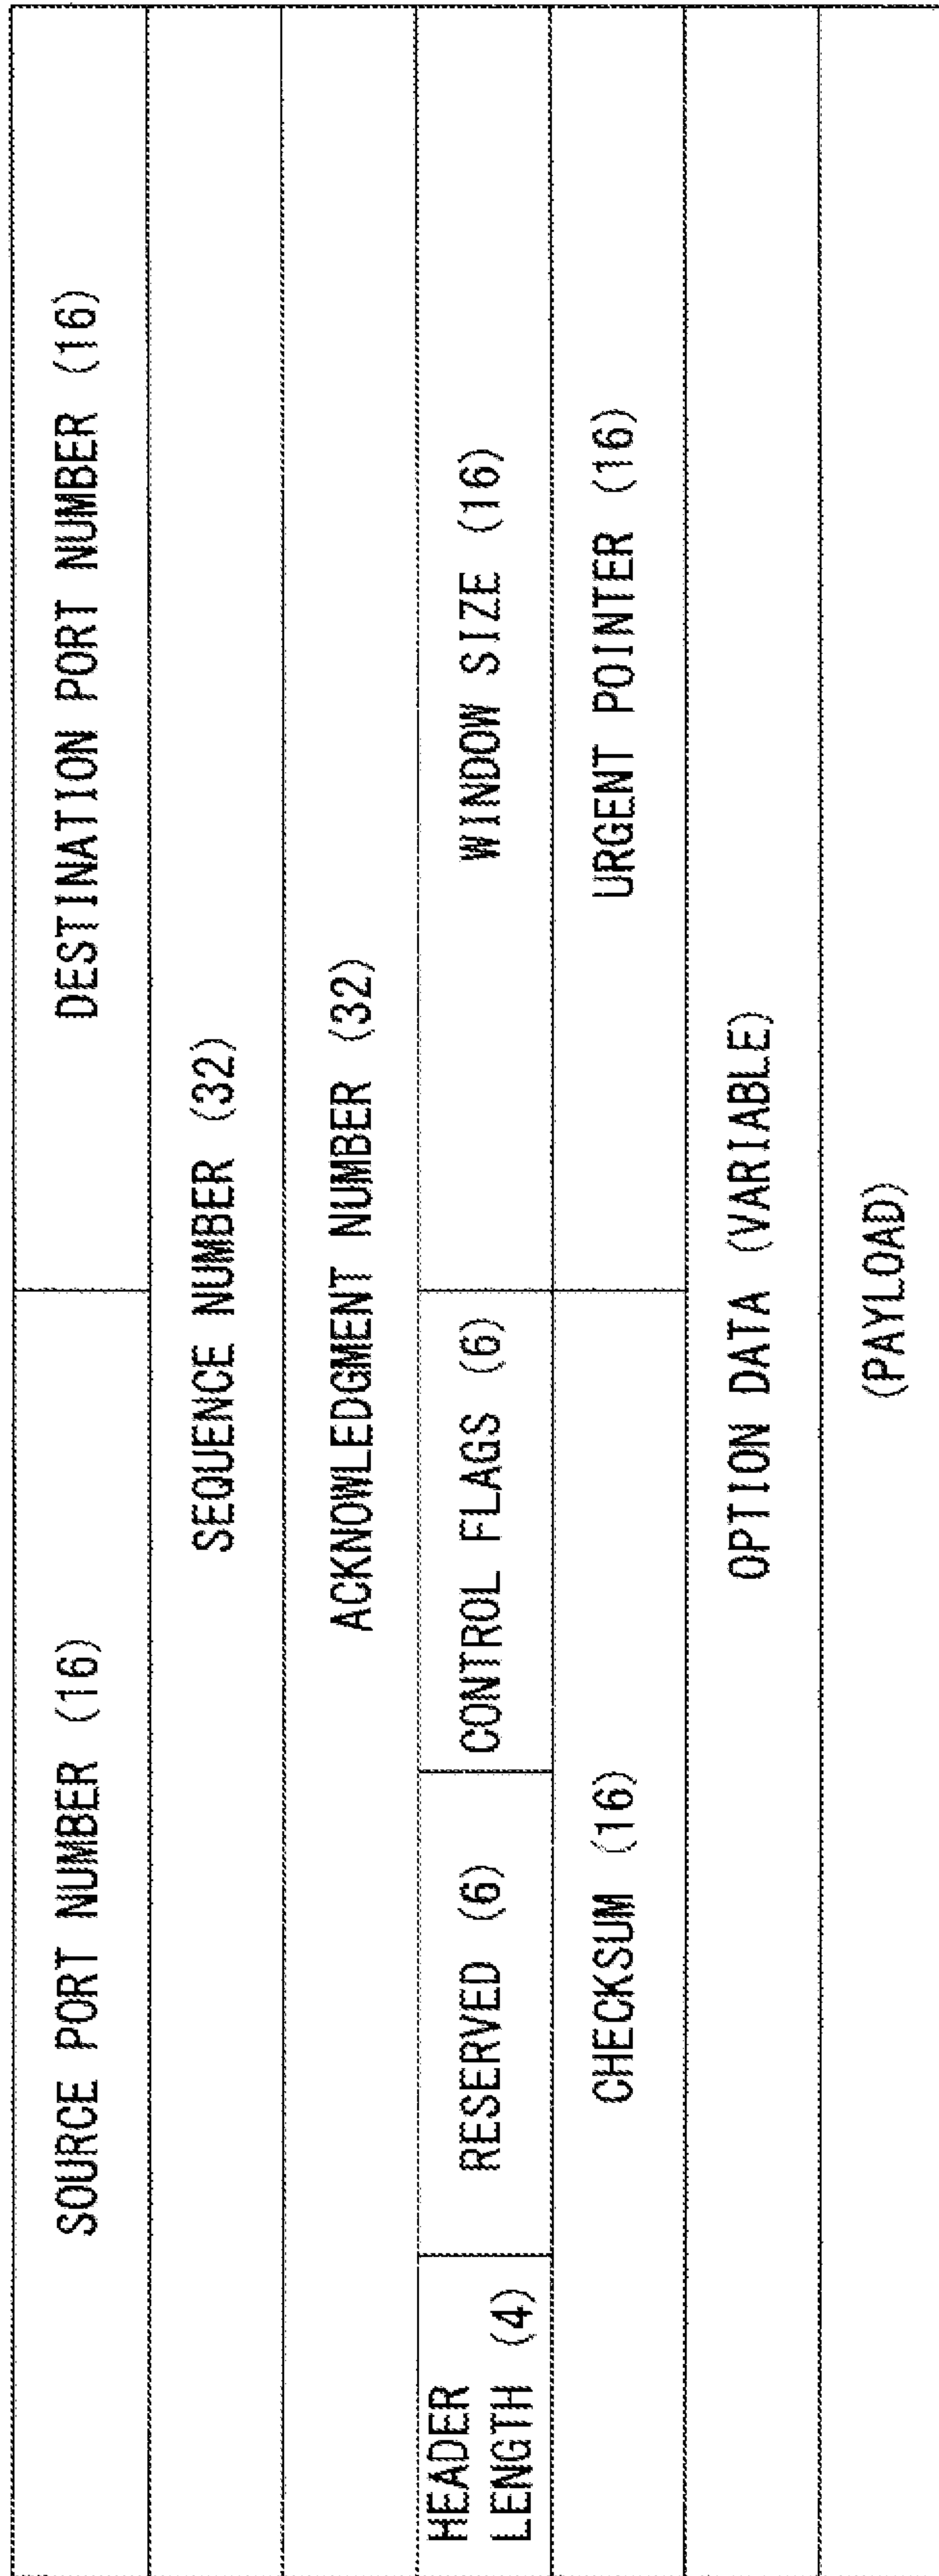 SOURCE PORT NUMBER (16)
DESTINATION PORT NUMBER (16)
SEQUENCE NUMBER (32)
ACKNOWLEDGMENT NUMBER (32)
HEADER
LENGTH (4)
RESERVED (6)
CONTROL FLAGS (6)
WINDOW SIZE (16)
CHECKSUM (16)
URGENT POINTER (16)
OPTION DATA (VARIABLE)
(PAYLOAD)